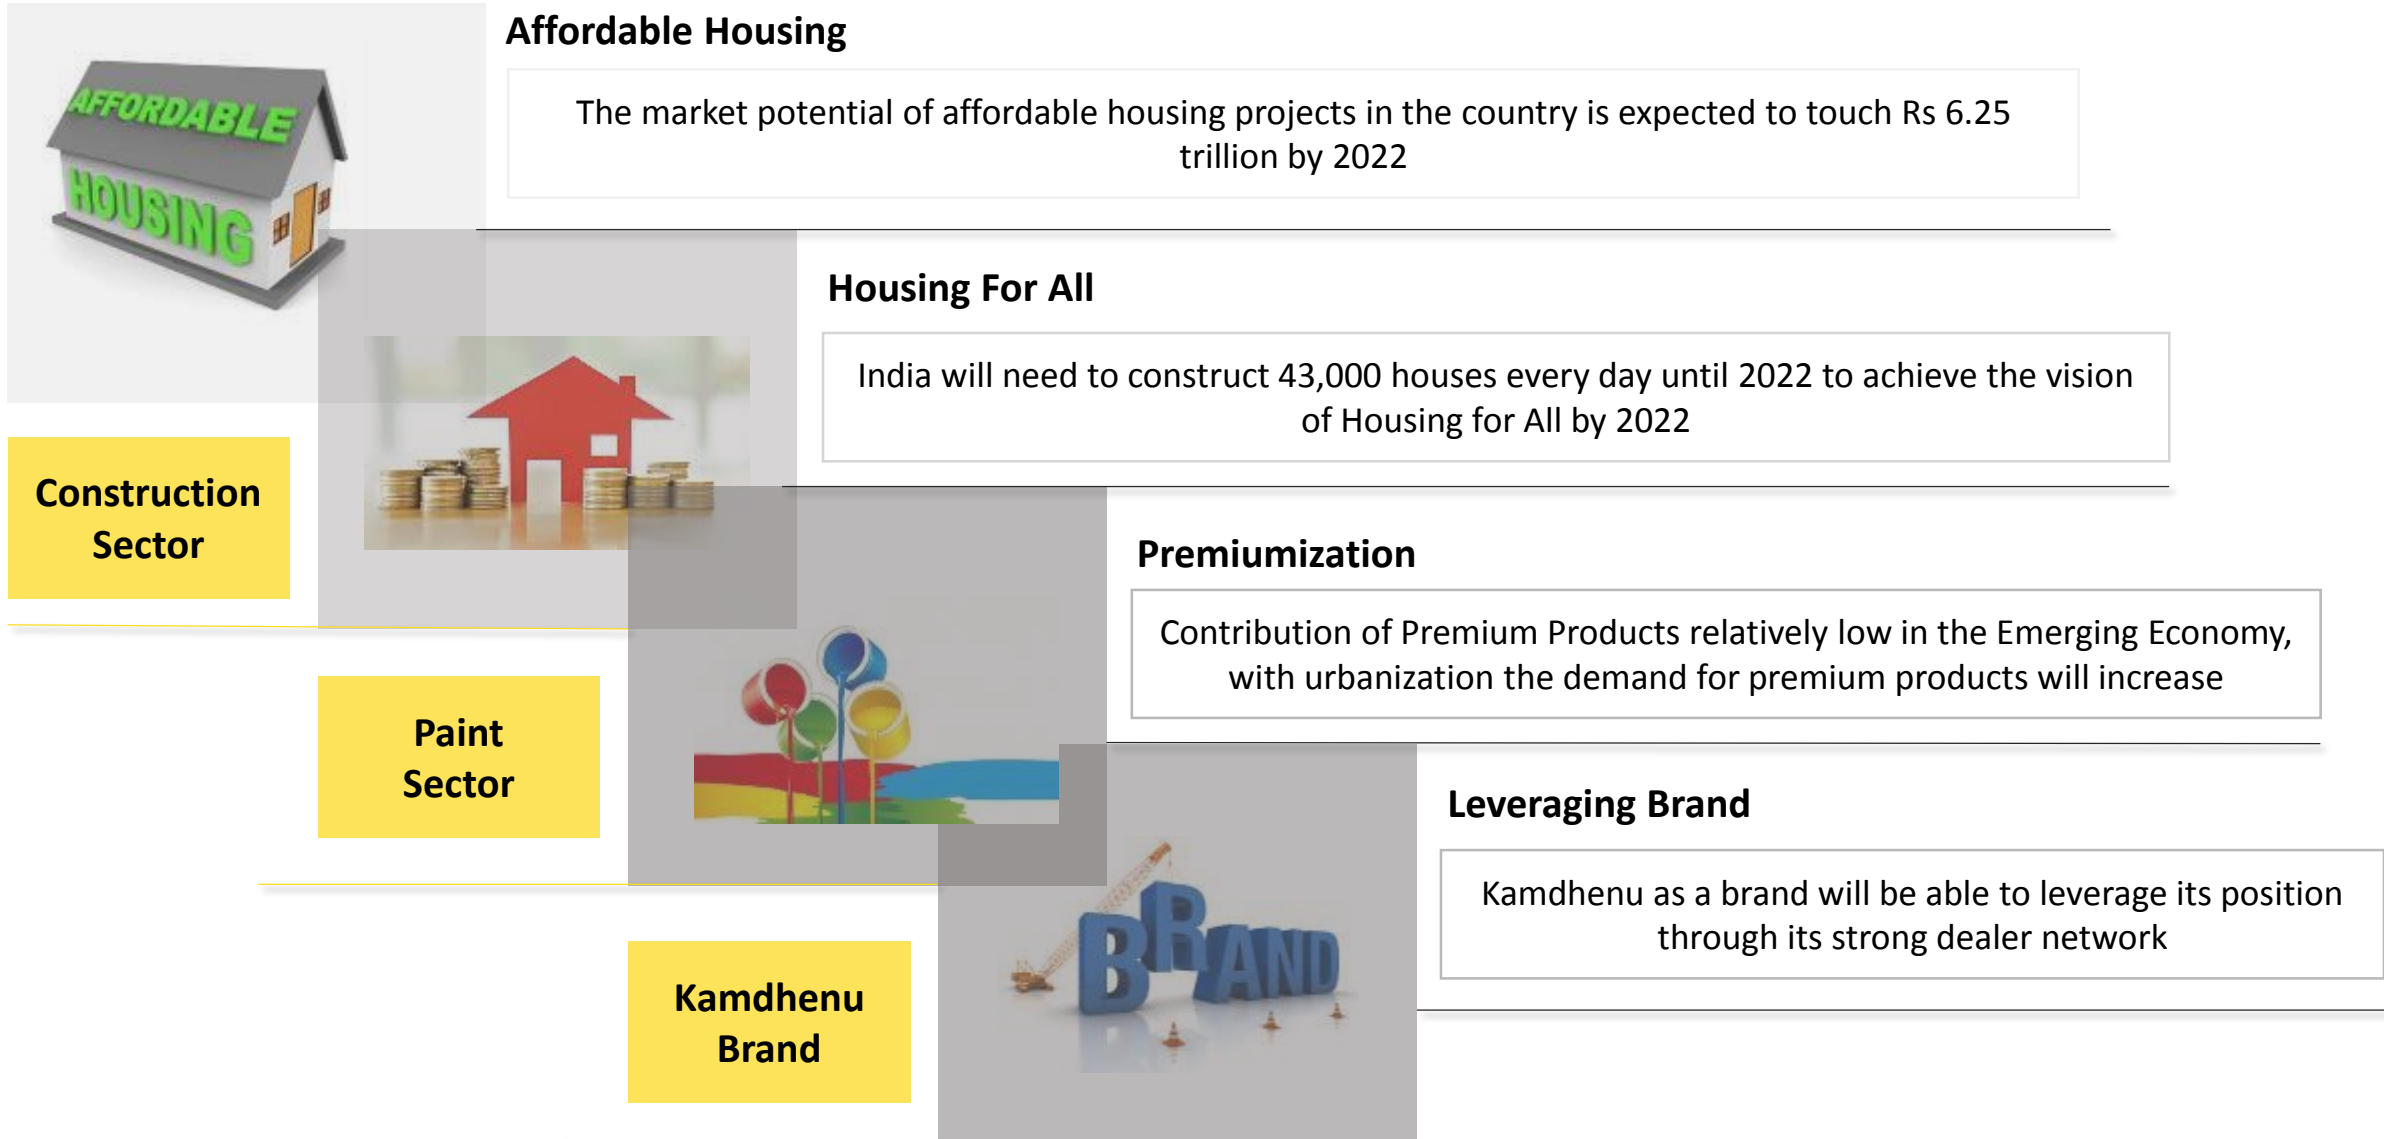 Affordable Housing
AFFORDABLE
HOUSING
The market potential of affordable housing projects in the country is expected to touch Rs 6.25
trillion by 2022
Housing For All
India will need to construct 43,000 houses every day until 2022 to achieve the vision
of Housing for All by 2022
Construction
Sector
Premiumization
Contribution of Premium Products relatively low in the Emerging Economy,
with urbanization the demand for premium products will increase
Paint
Sector
Leveraging Brand
Kamdhenu as a brand will be able to leverage its position
through its strong dealer network
BRAND
Kamdhenu
Brand